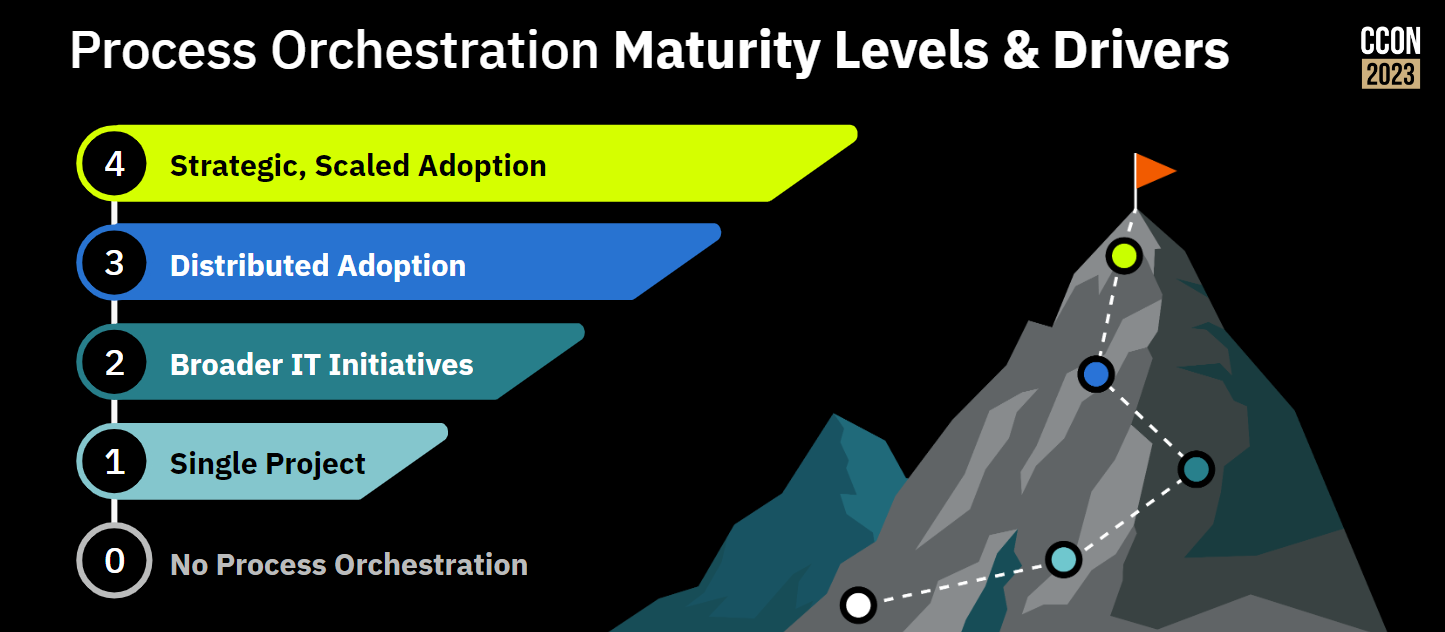 Process Orchestration Maturity Levels & Drivers
CCON
2023
4 Strategic, Scaled Adoption
3 Distributed Adoption
2 Broader IT Initiatives
1 Single Project
0 No Process Orchestration